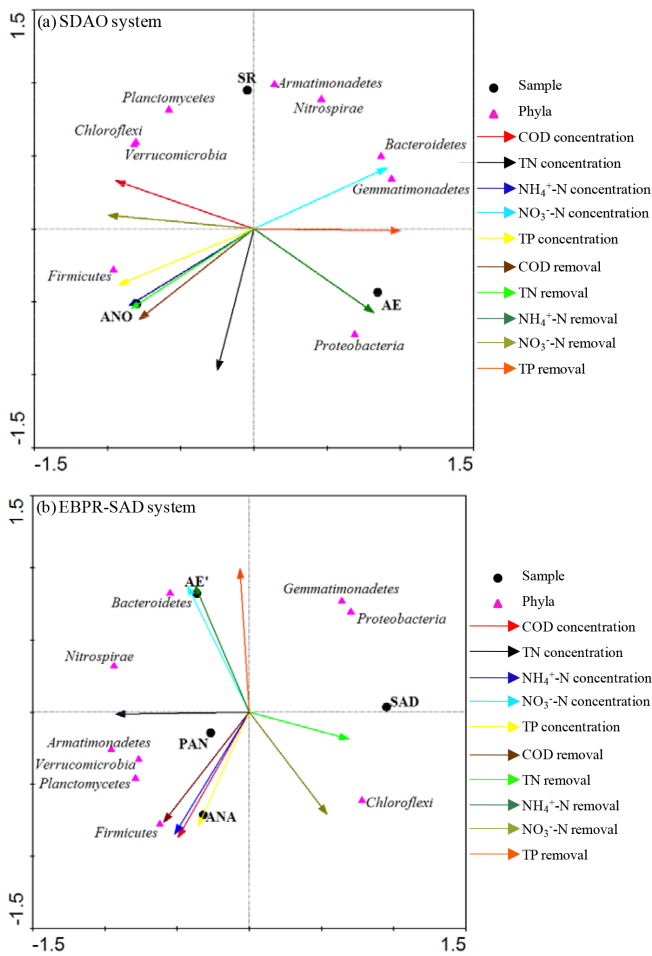 (a) SDAO system
1.5
SR
Armatimonadetes
Planctomycetes
Nitrospirae
Chloroflexi
Verrucomicrobia
Bacteroidetes
Gemmatimonadetes
Firmicutes
ANO
AE
Proteobacteria
-1.5
-1.5
1.5
Sample
Phyla
COD concentration
TN concentration
NH₄⁺-N concentration
NO₃⁻-N concentration
TP concentration
COD removal
TN removal
NH₄⁺-N removal
NO₃⁻-N removal
TP removal
(b) EBPR-SAD system
1.5
AE'
Bacteroidetes
Gemmatimonadetes
Proteobacteria
Nitrospirae
SAD
PAN
Armatimonadetes
Verrucomicrobia
Planctomycetes
Chloroflexi
ANA
Firmicutes
-1.5
-1.5
1.5
Sample
Phyla
COD concentration
TN concentration
NH₄⁺-N concentration
NO₃⁻-N concentration
TP concentration
COD removal
TN removal
NH₄⁺-N removal
NO₃⁻-N removal
TP removal